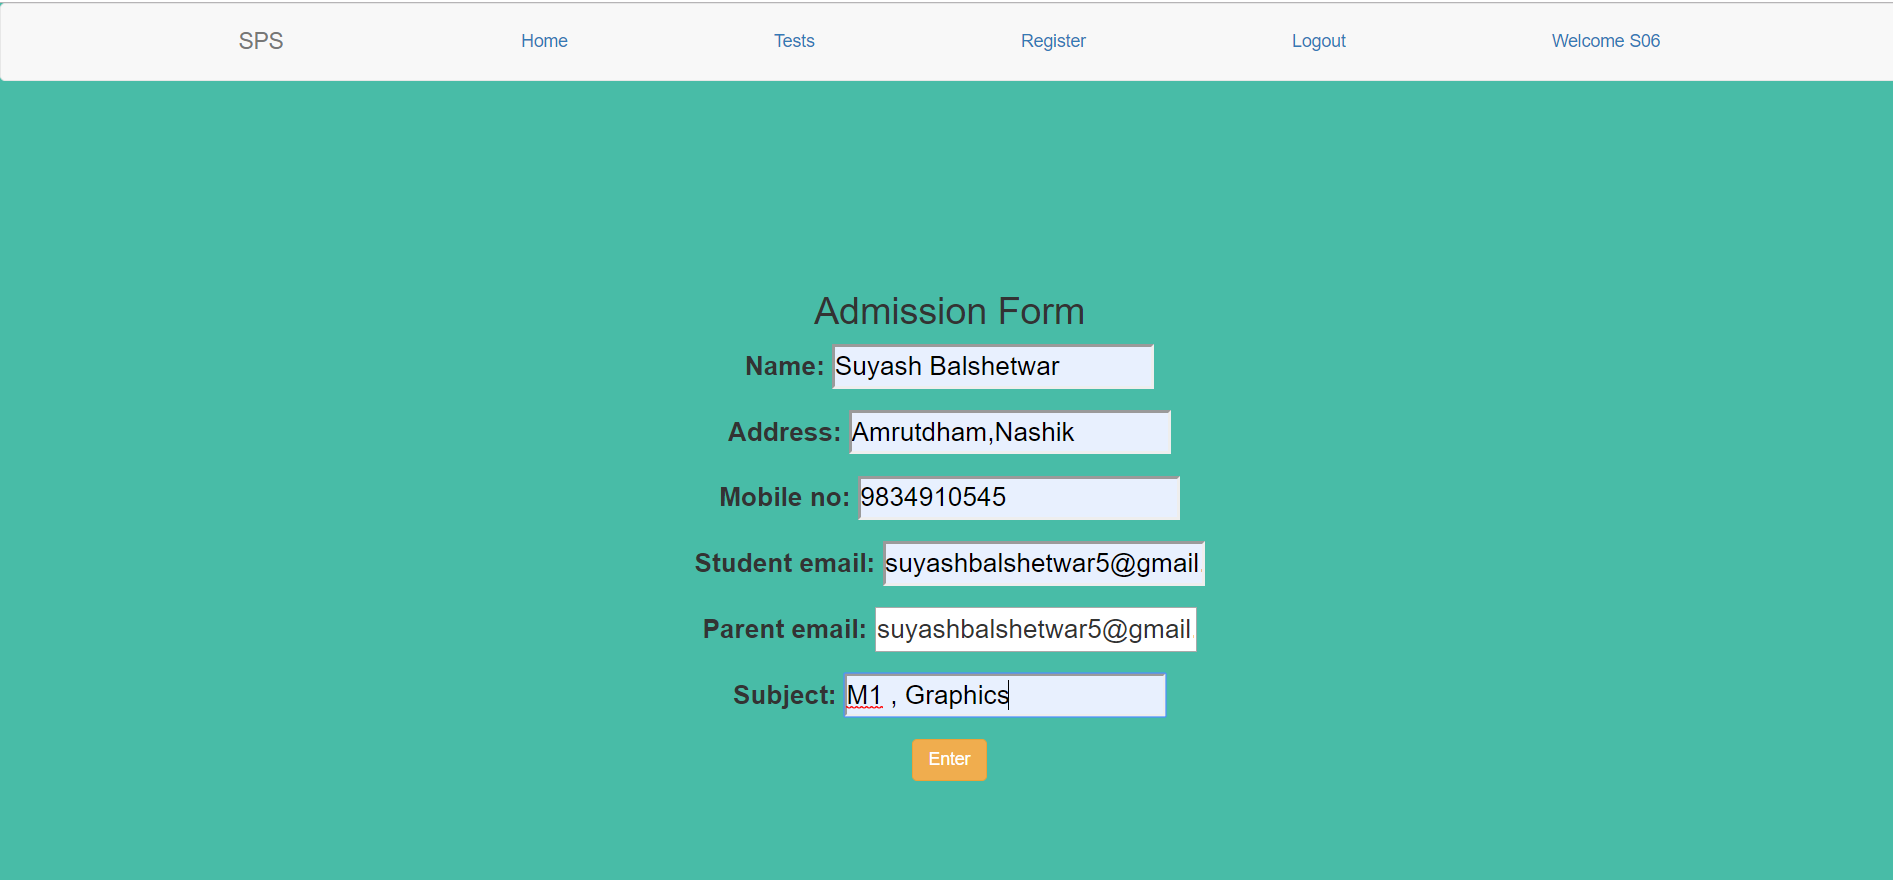 SPS Home Tests Register Logout Welcome S06
Admission Form
Name: Suyash Balshetwar
Address: Amrutdham,Nashik
Mobile no: 9834910545
Student email: suyashbalshetwar5@gmail.
Parent email: suyashbalshetwar5@gmail.
Subject: M1 , Graphics
Enter